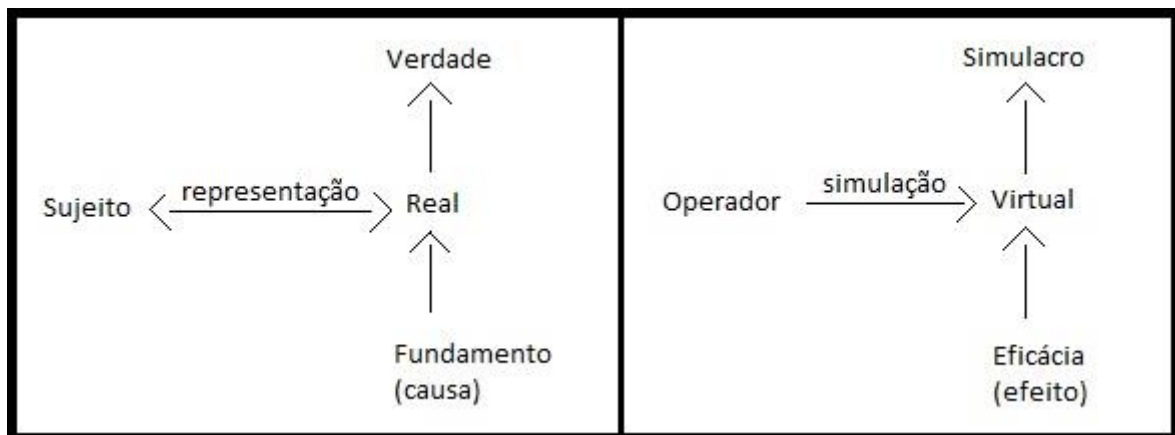 Verdade
representação
Sujeito
Real
Fundamento
(causa)
Simulacro
simulação
Operador
Virtual
Eficácia
(efeito)